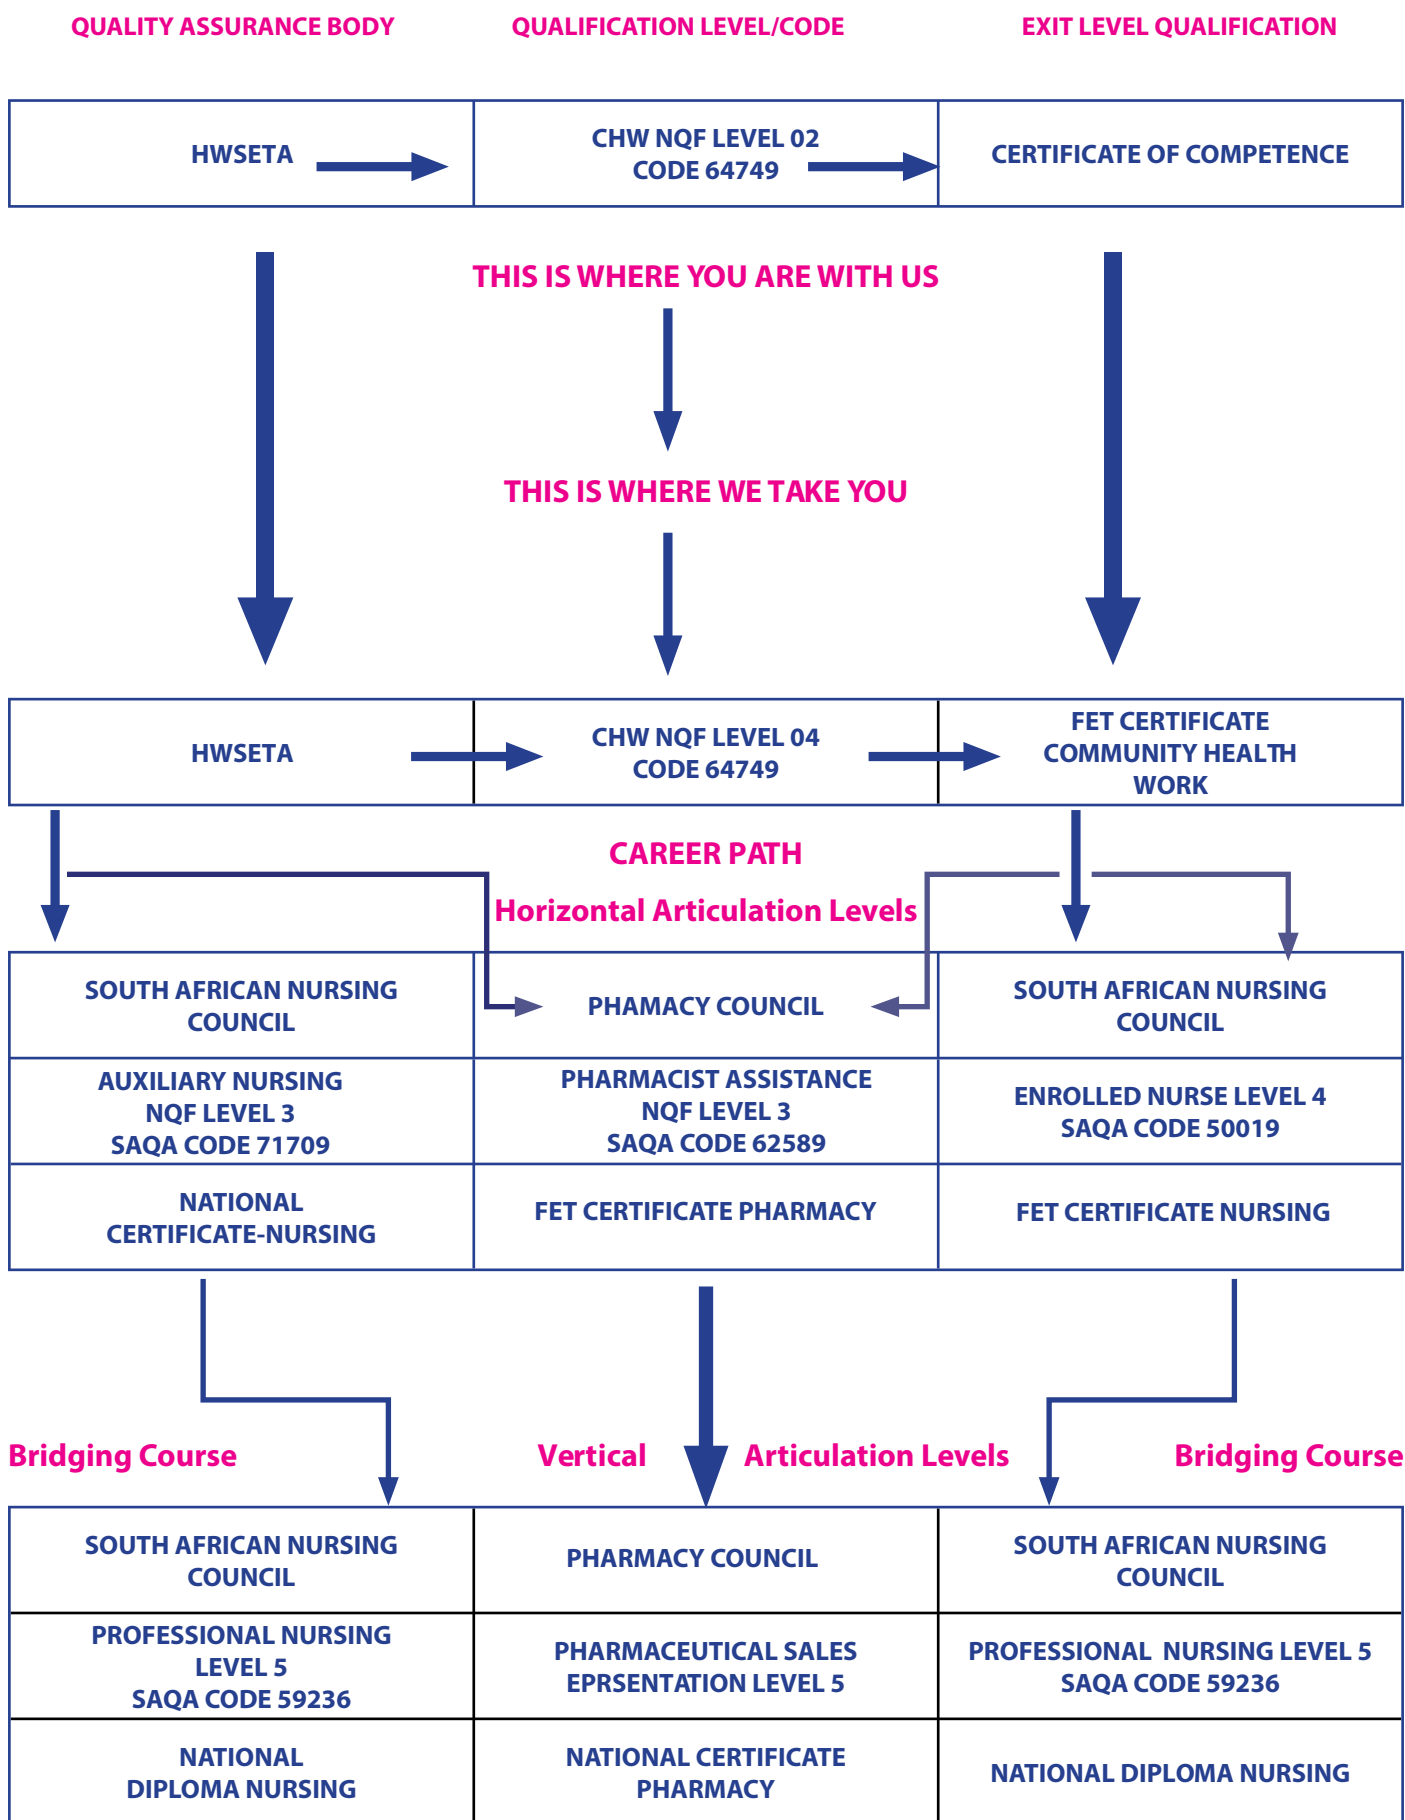 QUALITY ASSURANCE BODY
QUALIFICATION LEVEL/CODE
EXIT LEVEL QUALIFICATION
HWSETA
CHW NQF LEVEL 02
CODE 64749
CERTIFICATE OF COMPETENCE
THIS IS WHERE YOU ARE WITH US
THIS IS WHERE WE TAKE YOU
HWSETA
CHW NQF LEVEL 04
CODE 64749
FET CERTIFICATE
COMMUNITY HEALTH
WORK
CAREER PATH
Horizontal Articulation Levels
SOUTH AFRICAN NURSING
COUNCIL
PHAMACY COUNCIL
SOUTH AFRICAN NURSING
COUNCIL
AUXILIARY NURSING
NQF LEVEL 3
SAQA CODE 71709
PHARMACIST ASSISTANCE
NQF LEVEL 3
SAQA CODE 62589
ENROLLED NURSE LEVEL 4
SAQA CODE 50019
NATIONAL
CERTIFICATE-NURSING
FET CERTIFICATE PHARMACY
FET CERTIFICATE NURSING
Bridging Course
Vertical
Articulation Levels
Bridging Course
SOUTH AFRICAN NURSING
COUNCIL
PHARMACY COUNCIL
SOUTH AFRICAN NURSING
COUNCIL
PROFESSIONAL NURSING
LEVEL 5
SAQA CODE 59236
PHARMACEUTICAL SALES
EPRSENTATION LEVEL 5
PROFESSIONAL NURSING LEVEL 5
SAQA CODE 59236
NATIONAL
DIPLOMA NURSING
NATIONAL CERTIFICATE
PHARMACY
NATIONAL DIPLOMA NURSING